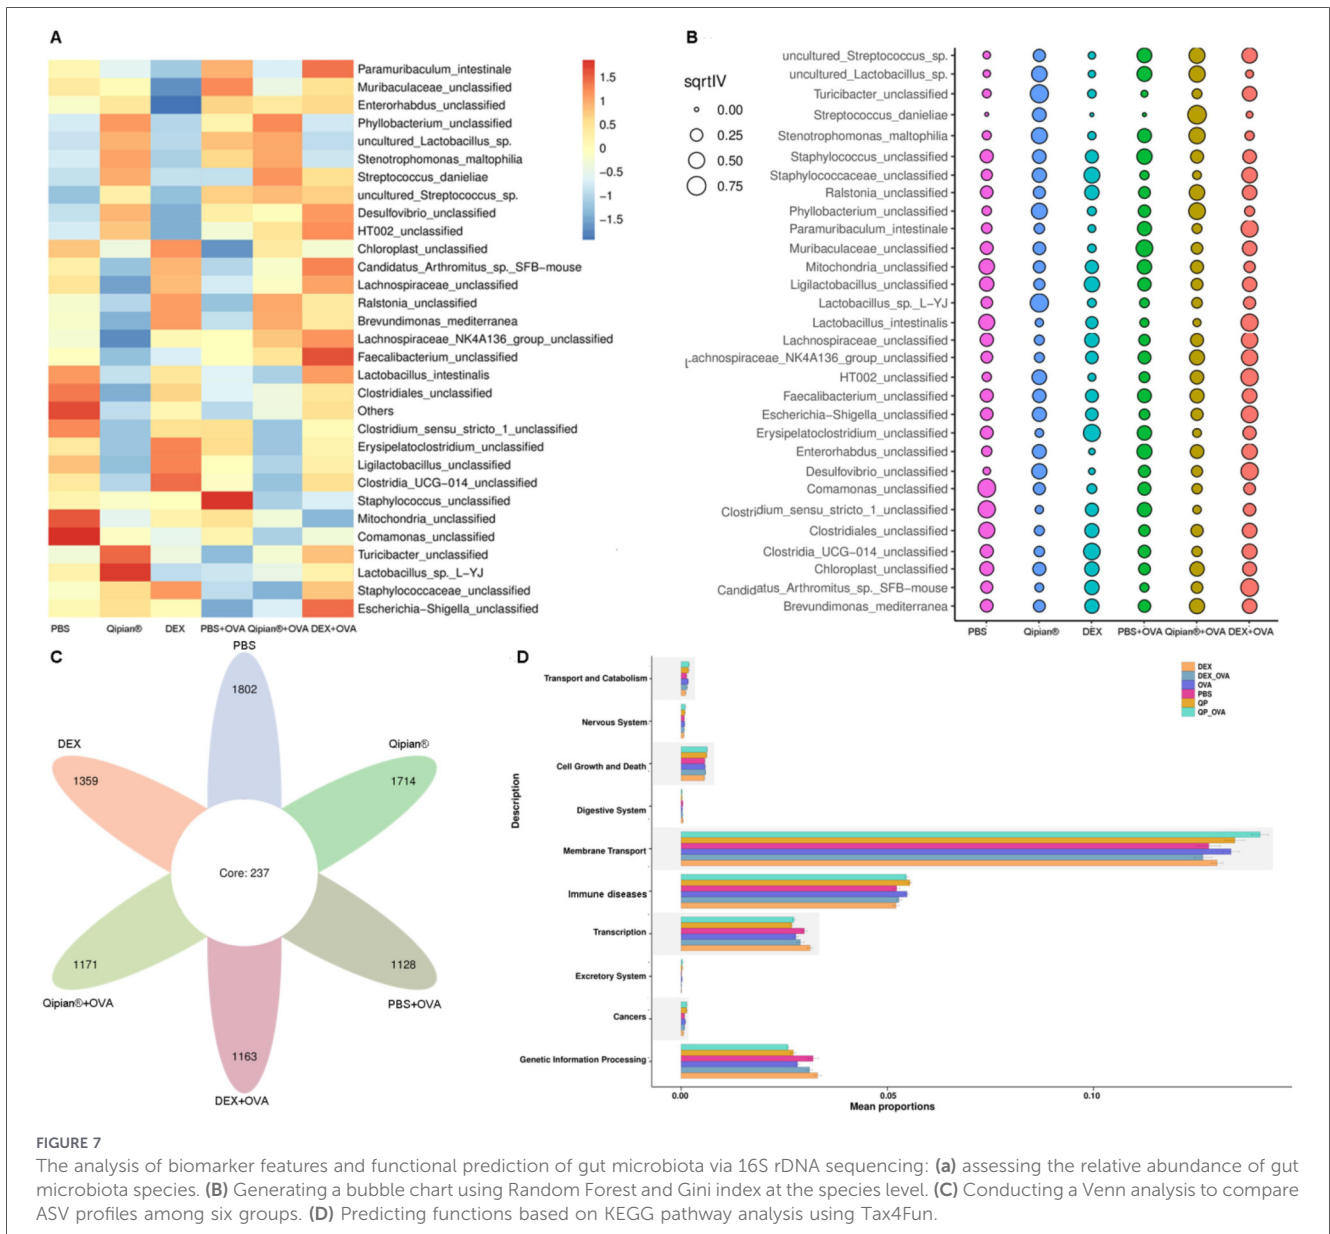 A
Paramuribaculum_intestinale
Muribaculaceae_unclassified
Enterorhabdus_unclassified
Phyllobacterium_unclassified
uncultured_Lactobacillus_sp.
Stenotrophomonas_maltophilia
Streptococcus_danieliae
uncultured_Streptococcus_sp.
Desulfovibrio_unclassified
HT002_unclassified
Chloroplast_unclassified
Candidatus_Arthromitus_sp._SFB−mouse
Lachnospiraceae_unclassified
Ralstonia_unclassified
Brevundimonas_mediterranea
Lachnospiraceae_NK4A136_group_unclassified
Faecalibacterium_unclassified
Lactobacillus_intestinalis
Clostridiales_unclassified
Others
Clostridium_sensu_stricto_1_unclassified
Erysipelatoclostridium_unclassified
Ligilactobacillus_unclassified
Clostridia_UCG−014_unclassified
Staphylococcus_unclassified
Mitochondria_unclassified
Comamonas_unclassified
Turicibacter_unclassified
Lactobacillus_sp._L−YJ
Staphylococcaceae_unclassified
Escherichia−Shigella_unclassified
PBS Qipian® DEX PBS+OVA Qipian®+OVA DEX+OVA
1.5
1
0.5
0
−0.5
−1
−1.5
B
sqrtIV
0.00
0.25
0.50
0.75
uncultured_Streptococcus_sp.
uncultured_Lactobacillus_sp.
Turicibacter_unclassified
Streptococcus_danieliae
Stenotrophomonas_maltophilia
Staphylococcus_unclassified
Staphylococcaceae_unclassified
Ralstonia_unclassified
Phyllobacterium_unclassified
Paramuribaculum_intestinale
Muribaculaceae_unclassified
Mitochondria_unclassified
Ligilactobacillus_unclassified
Lactobacillus_sp._L−YJ
Lactobacillus_intestinalis
Lachnospiraceae_unclassified
Lachnospiraceae_NK4A136_group_unclassified
HT002_unclassified
Faecalibacterium_unclassified
Escherichia−Shigella_unclassified
Erysipelatoclostridium_unclassified
Enterorhabdus_unclassified
Desulfovibrio_unclassified
Comamonas_unclassified
Clostridium_sensu_stricto_1_unclassified
Clostridiales_unclassified
Clostridia_UCG−014_unclassified
Chloroplast_unclassified
Candidatus_Arthromitus_sp._SFB−mouse
Brevundimonas_mediterranea
PBS Qipian® DEX PBS+OVA Qipian®+OVA DEX+OVA
C
PBS
1802
DEX
1359
Qipian®
1714
Core: 237
1171
Qipian®+OVA
1128
PBS+OVA
1163
DEX+OVA
D
Description
Transport and Catabolism
Nervous System
Cell Growth and Death
Digestive System
Membrane Transport
Immune diseases
Transcription
Excretory System
Cancers
Genetic Information Processing
0.00 0.05 0.10
Mean proportions
DEX
DEX_OVA
OVA
PBS
QP
QP_OVA
FIGURE 7
The analysis of biomarker features and functional prediction of gut microbiota via 16S rDNA sequencing: (a) assessing the relative abundance of gut
microbiota species. (B) Generating a bubble chart using Random Forest and Gini index at the species level. (C) Conducting a Venn analysis to compare
ASV profiles among six groups. (D) Predicting functions based on KEGG pathway analysis using Tax4Fun.